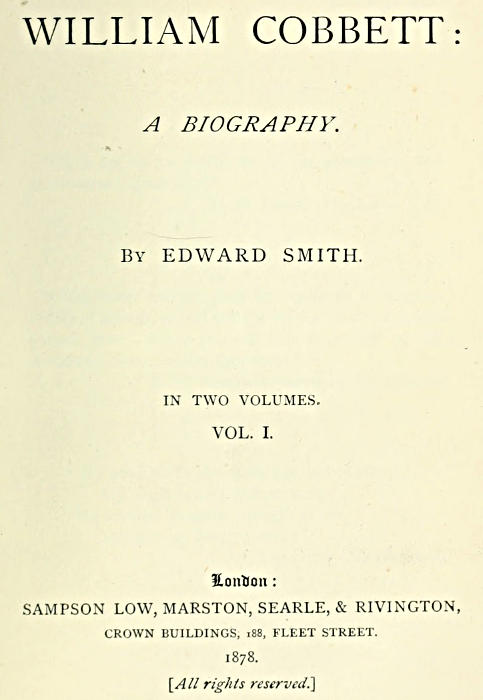 WILLIAM COBBETT:
A BIOGRAPHY.
BY EDWARD SMITH.
IN TWO VOLUMES.
VOL. I.
London:
SAMPSON LOW, MARSTON, SEARLE, & RIVINGTON,
CROWN BUILDINGS, 188, FLEET STREET.
1878.
[All rights reserved.]